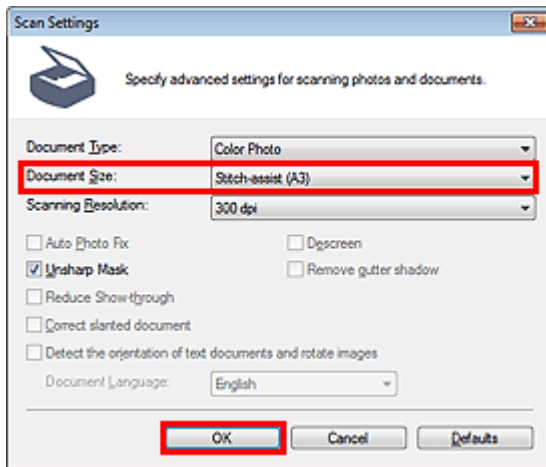 Scan Settings
Specify advanced settings for scanning photos and documents.
Document Type: Color Photo
Document Size: Stitch-assist (A3)
Scanning Resolution: 300 dpi
Auto Photo Fix Descreen
Unsharp Mask Remove gutter shadow
Reduce Show-through
Correct slanted document
Detect the orientation of text documents and rotate images
Document Language: English
OK Cancel Defaults